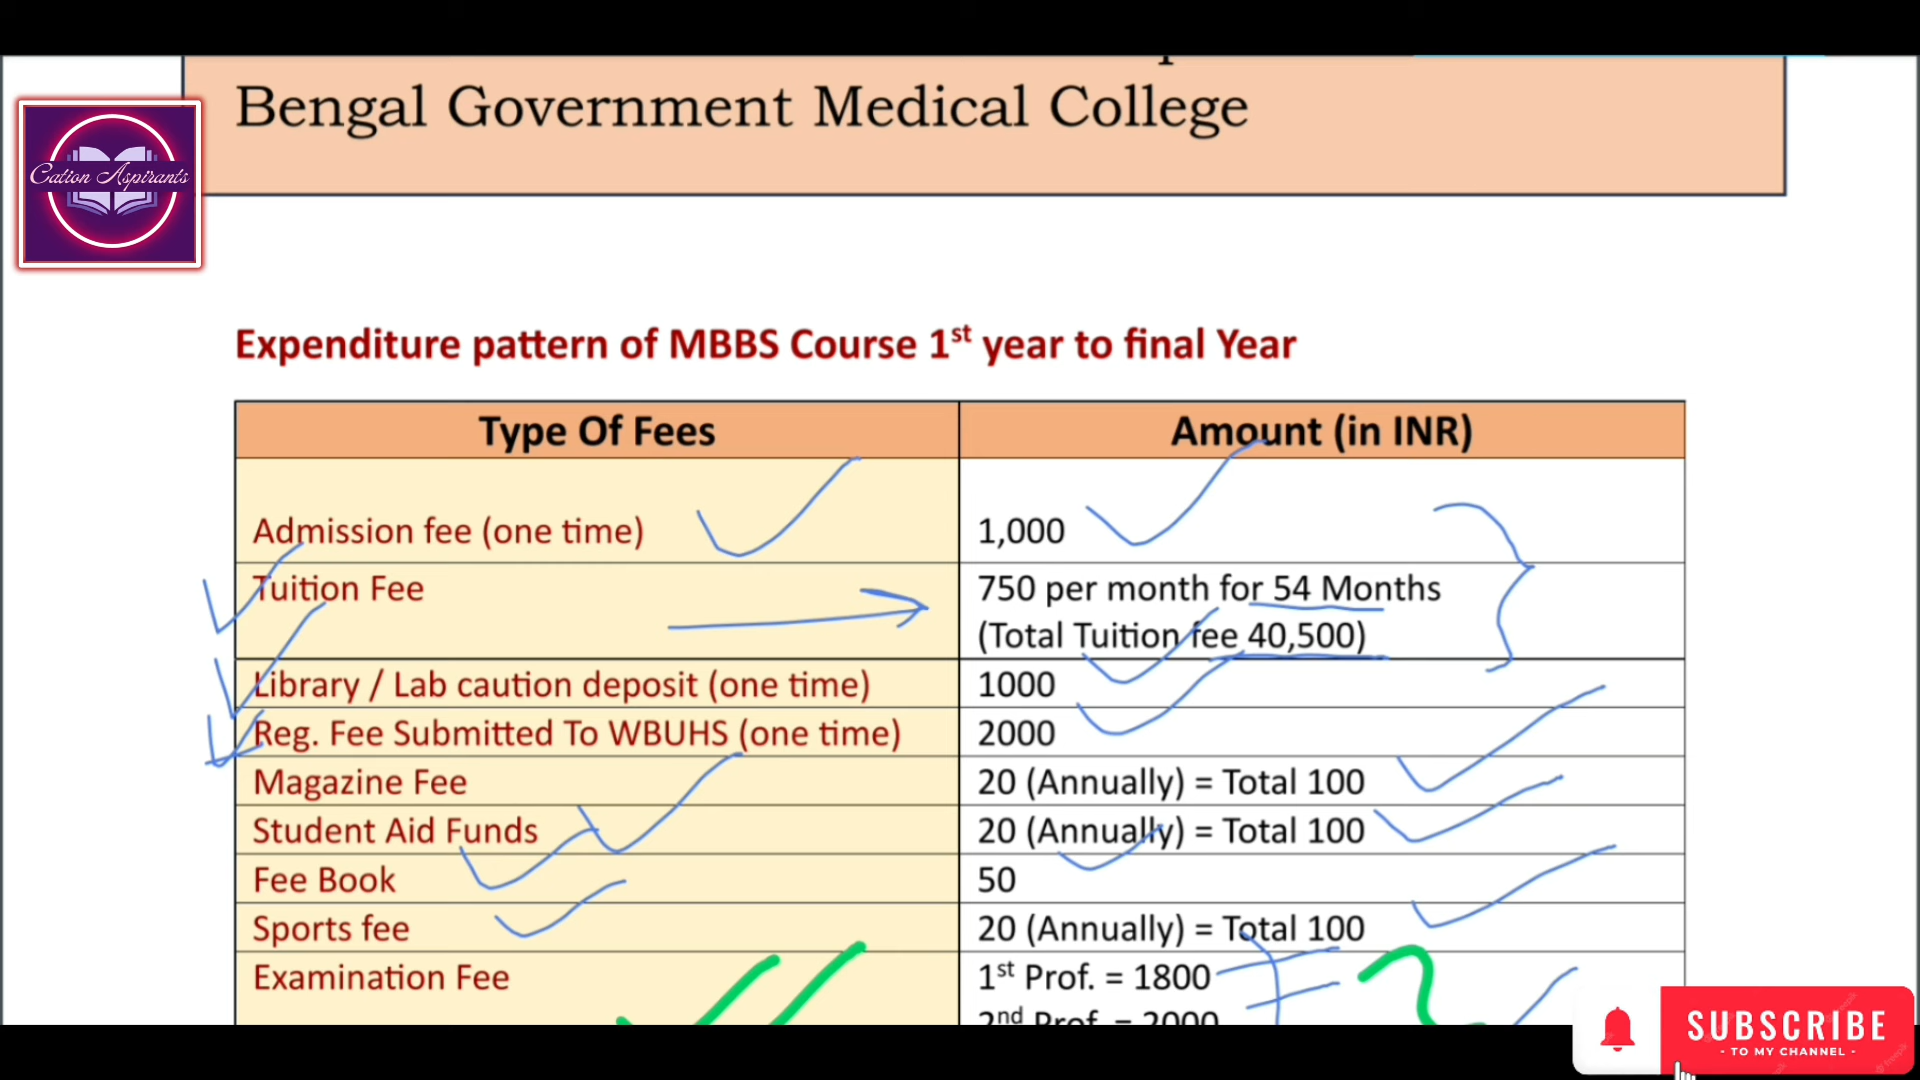 Bengal Government Medical College
Cation Aspirants
Expenditure pattern of MBBS Course 1st year to final Year
Type Of Fees
Amount (in INR)
Admission fee (one time)
1,000
Tuition Fee
750 per month for 54 Months
(Total Tuition fee 40,500)
Library / Lab caution deposit (one time)
1000
Reg. Fee Submitted To WBUHS (one time)
2000
Magazine Fee
20 (Annually) = Total 100
Student Aid Funds
20 (Annually) = Total 100
Fee Book
50
Sports fee
20 (Annually) = Total 100
Examination Fee
1st Prof. = 1800
2nd Prof. = 2000
SUBSCRIBE
- TO MY CHANNEL -